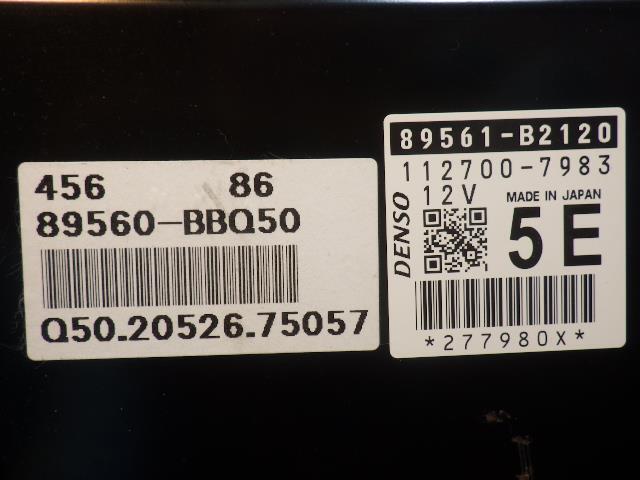 456 86
89560-BBQ50
Q50.20526.75057
89561-B2120
112700-7983
DENSO
12V MADE IN JAPAN
5E
*277980X*